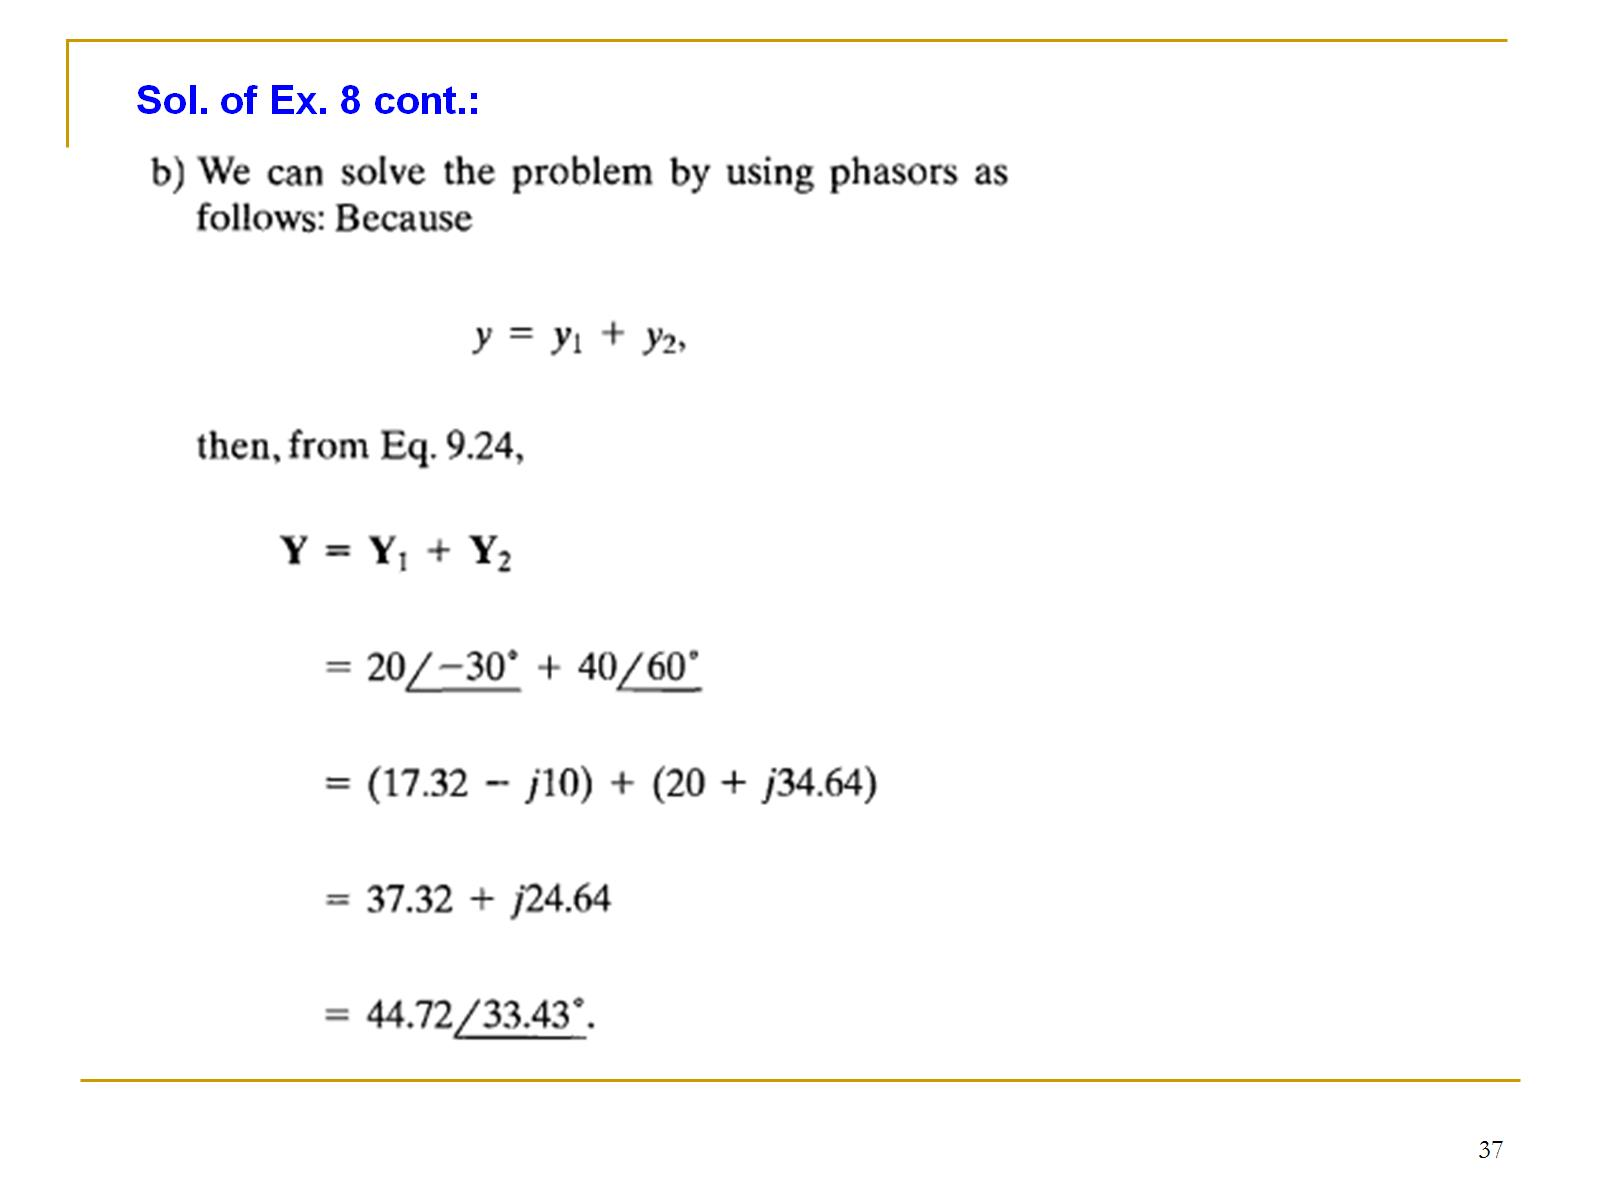 Sol. of Ex. 8 cont.:
b) We can solve the problem by using phasors as
follows: Because
y = y₁ + y₂,
then, from Eq. 9.24,
Y = Y₁ + Y₂
= 20∠−30° + 40∠60°
= (17.32 − j10) + (20 + j34.64)
= 37.32 + j24.64
= 44.72∠33.43°.
37